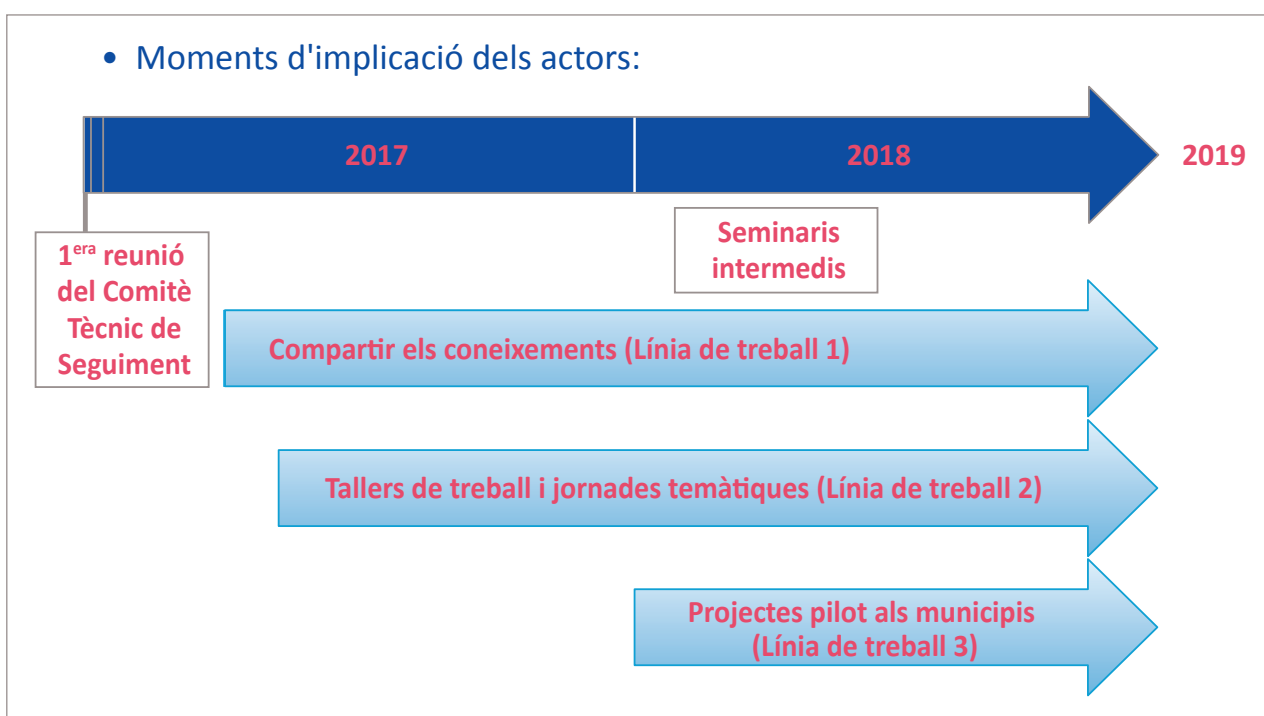 • Moments d'implicació dels actors:
2017
2018
2019
1era reunió
del Comitè
Tècnic de
Seguiment
Seminaris
intermedis
Compartir els coneixements (Línia de treball 1)
Tallers de treball i jornades temàtiques (Línia de treball 2)
Projectes pilot als municipis
(Línia de treball 3)